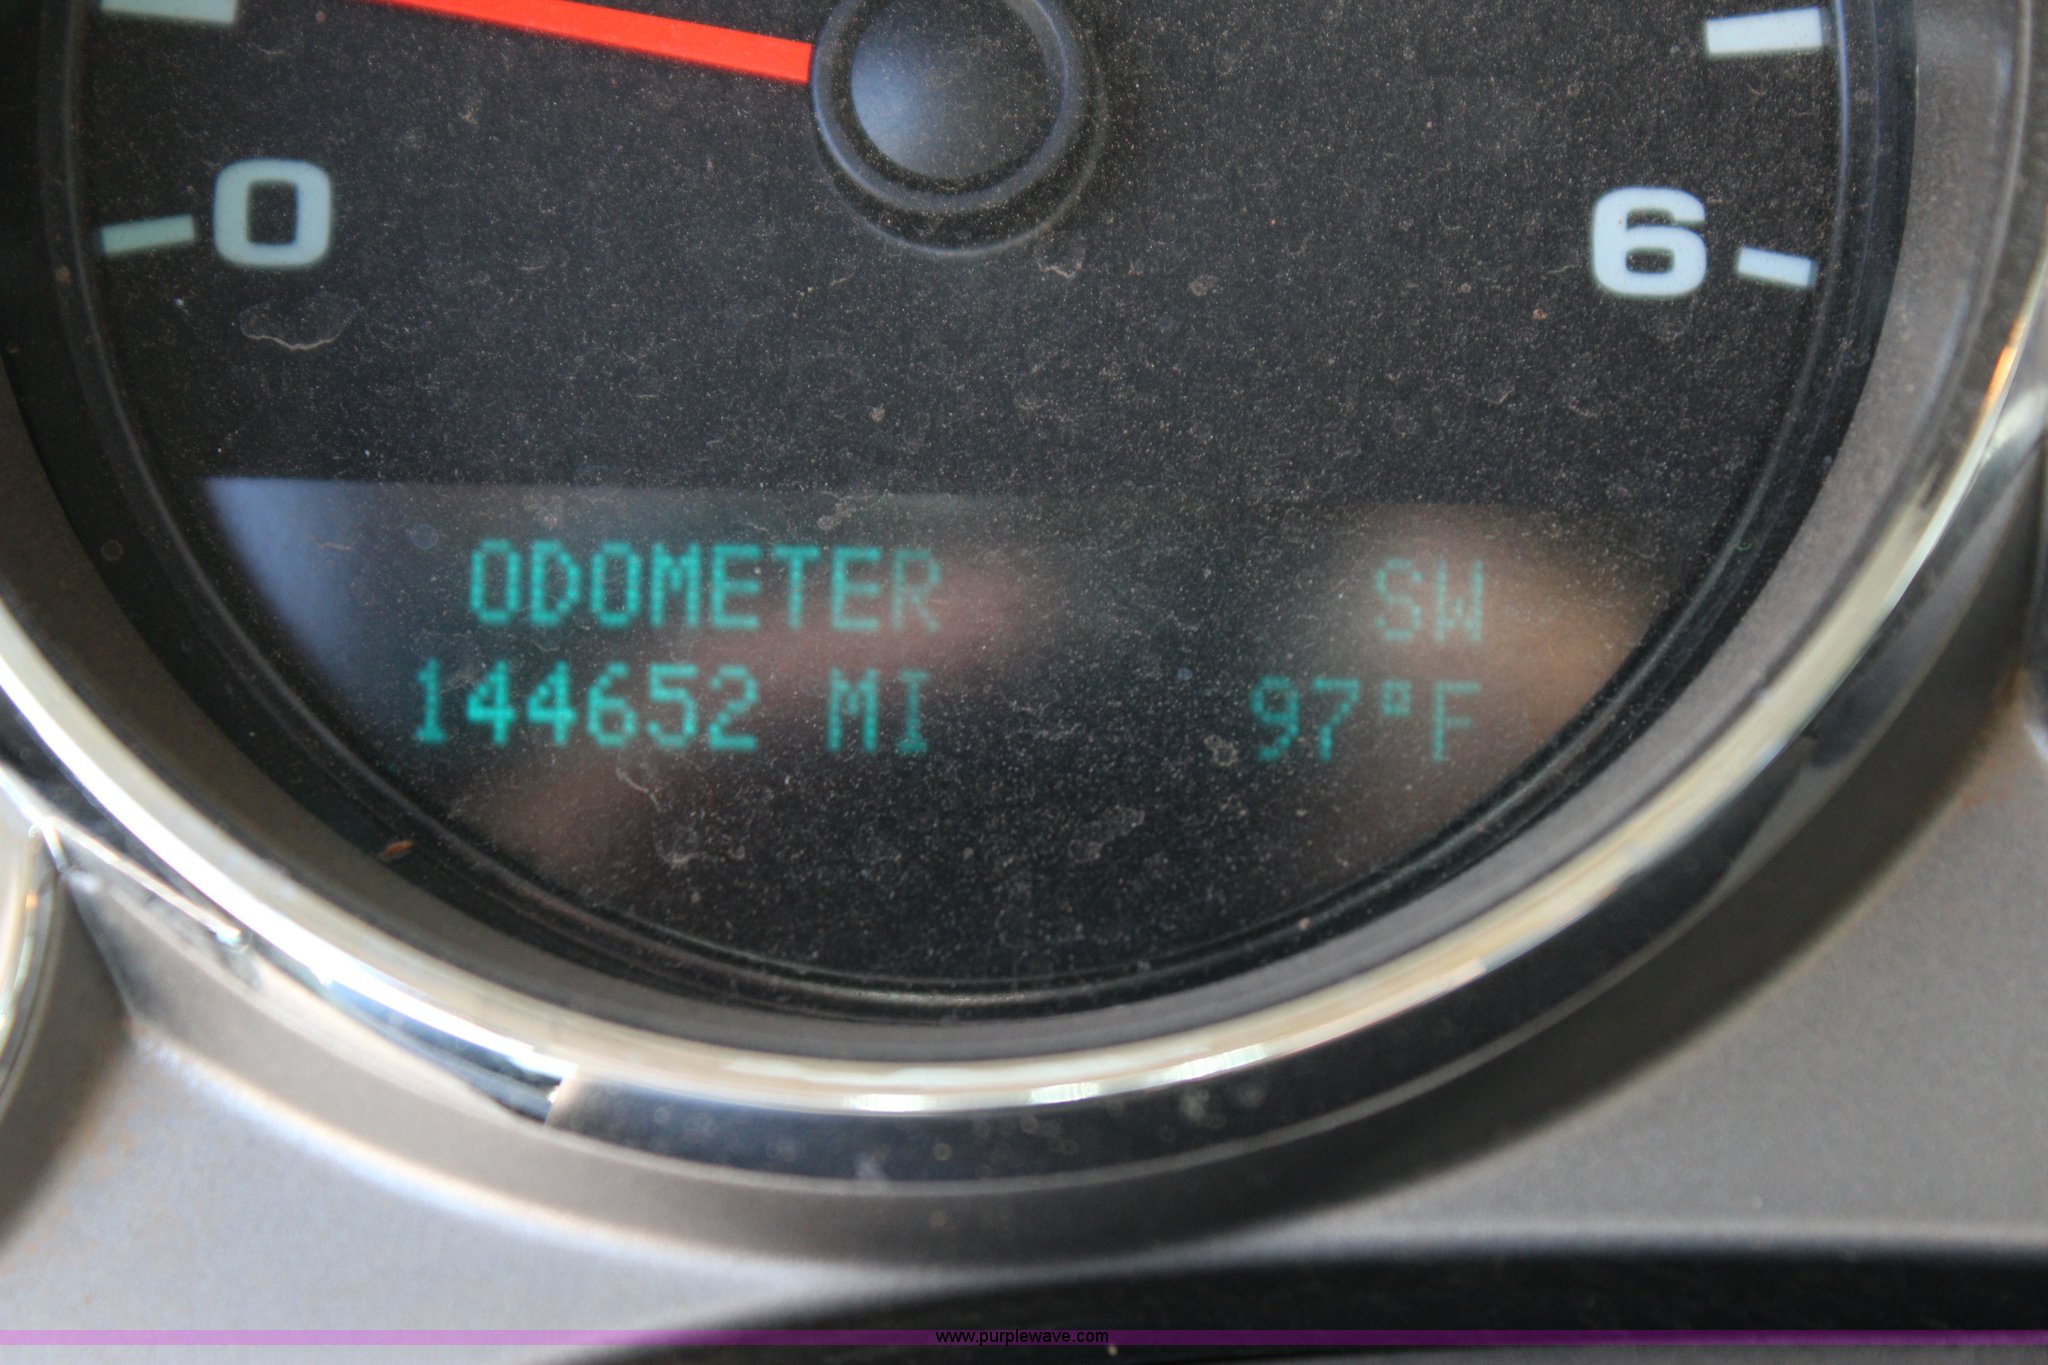 0
6
ODOMETER SW
144652 MI 97°F
www.purplewave.com